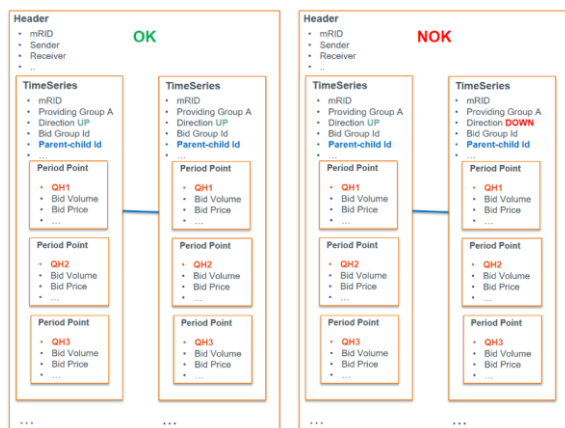 Header
OK
• mRID
• Sender
• Receiver
• ..
TimeSeries
• mRID
• Providing Group A
• Direction UP
• Bid Group Id
• Parent-child Id
• …
Period Point
• QH1
• Bid Volume
• Bid Price
• …
Period Point
• QH2
• Bid Volume
• Bid Price
• …
Period Point
• QH3
• Bid Volume
• Bid Price
• …
…
TimeSeries
• mRID
• Providing Group A
• Direction UP
• Bid Group Id
• Parent-child Id
• …
Period Point
• QH1
• Bid Volume
• Bid Price
• …
Period Point
• QH2
• Bid Volume
• Bid Price
• …
Period Point
• QH3
• Bid Volume
• Bid Price
• …
…
Header
NOK
• mRID
• Sender
• Receiver
• ..
TimeSeries
• mRID
• Providing Group A
• Direction UP
• Bid Group Id
• Parent-child Id
• …
Period Point
• QH1
• Bid Volume
• Bid Price
• …
Period Point
• QH2
• Bid Volume
• Bid Price
• …
Period Point
• QH3
• Bid Volume
• Bid Price
• …
…
TimeSeries
• mRID
• Providing Group A
• Direction DOWN
• Bid Group Id
• Parent-child Id
• …
Period Point
• QH1
• Bid Volume
• Bid Price
• …
Period Point
• QH2
• Bid Volume
• Bid Price
• …
Period Point
• QH3
• Bid Volume
• Bid Price
• …
…